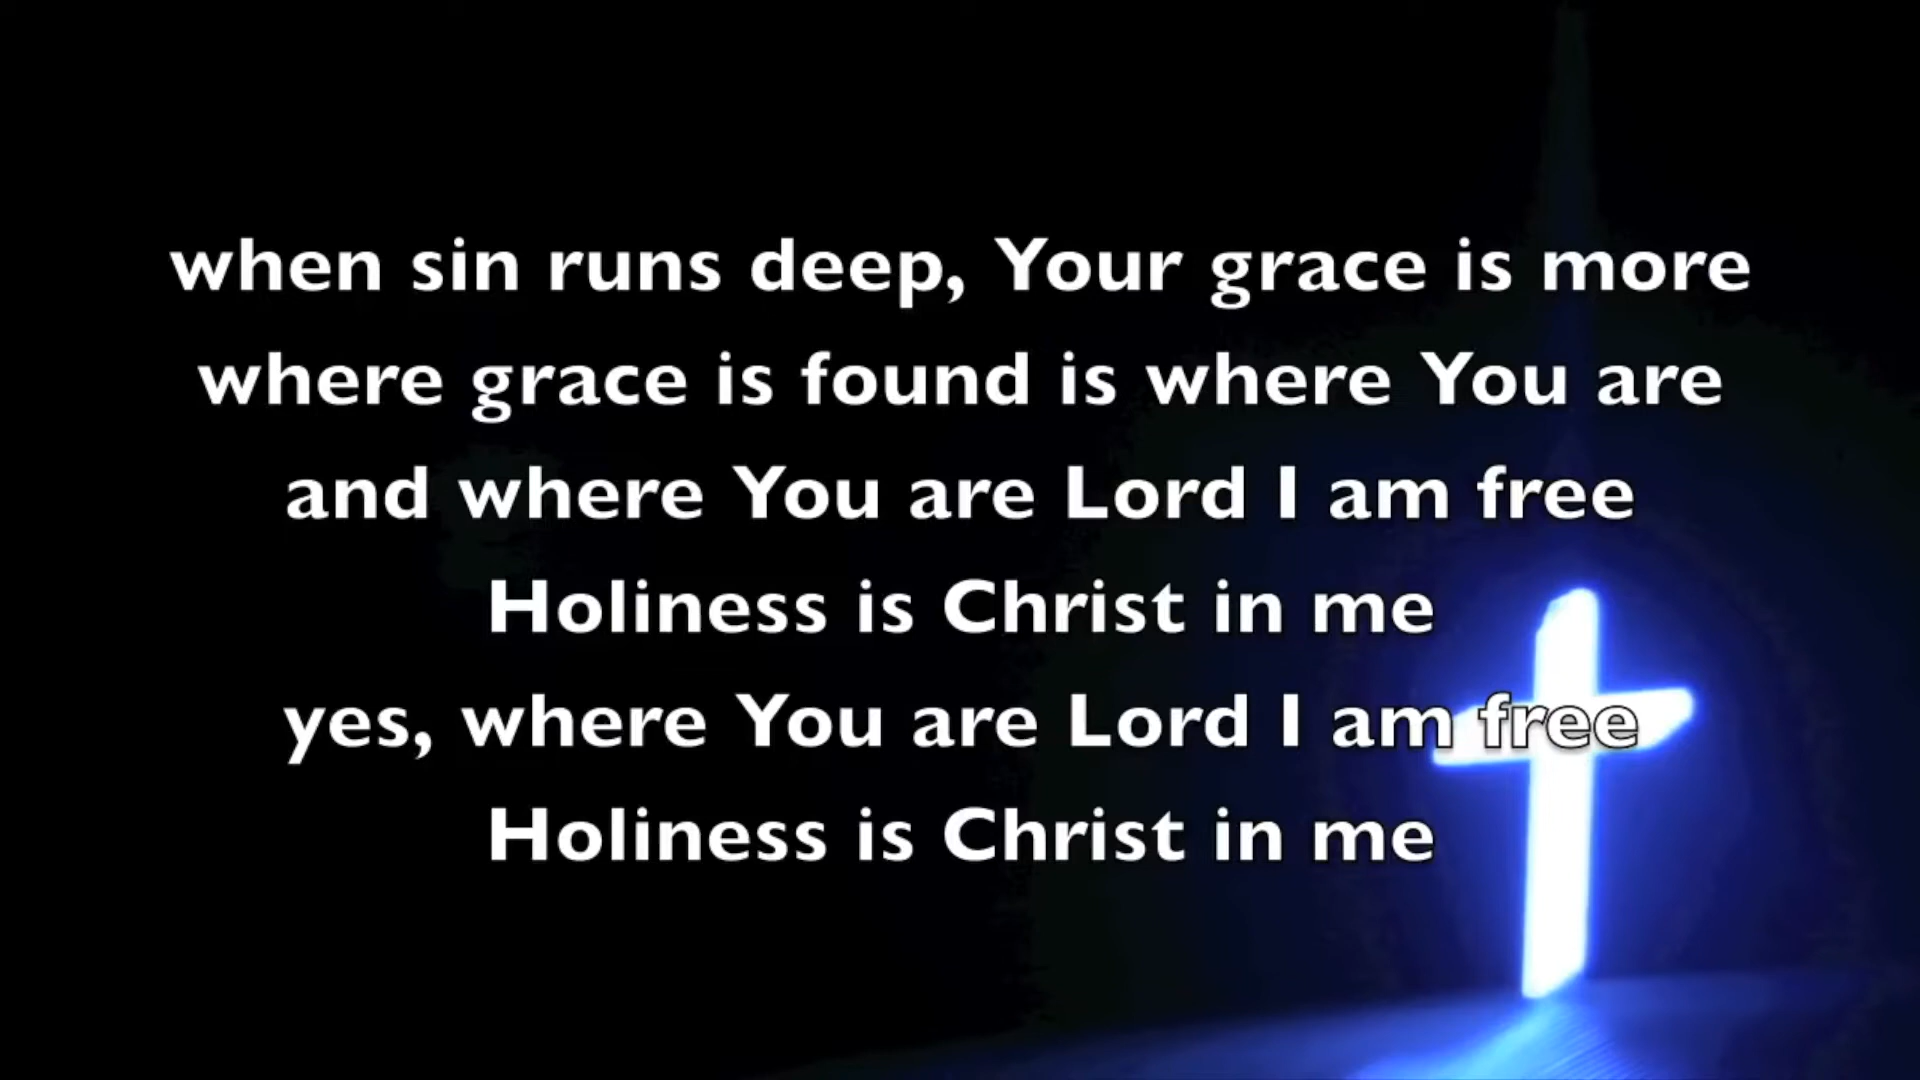 when sin runs deep, Your grace is more
where grace is found is where You are
and where You are Lord I am free
Holiness is Christ in me
yes, where You are Lord I am free
Holiness is Christ in me